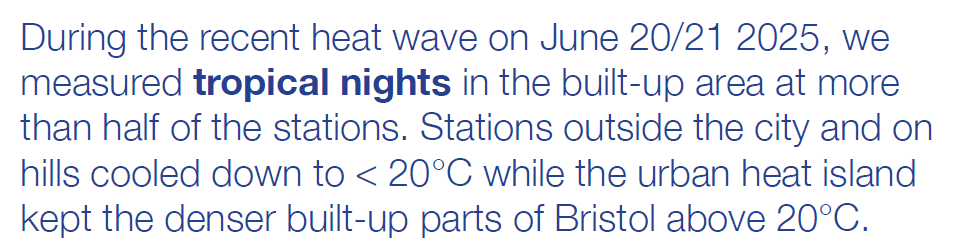 During the recent heat wave on June 20/21 2025, we
measured tropical nights in the built-up area at more
than half of the stations. Stations outside the city and on
hills cooled down to < 20°C while the urban heat island
kept the denser built-up parts of Bristol above 20°C.